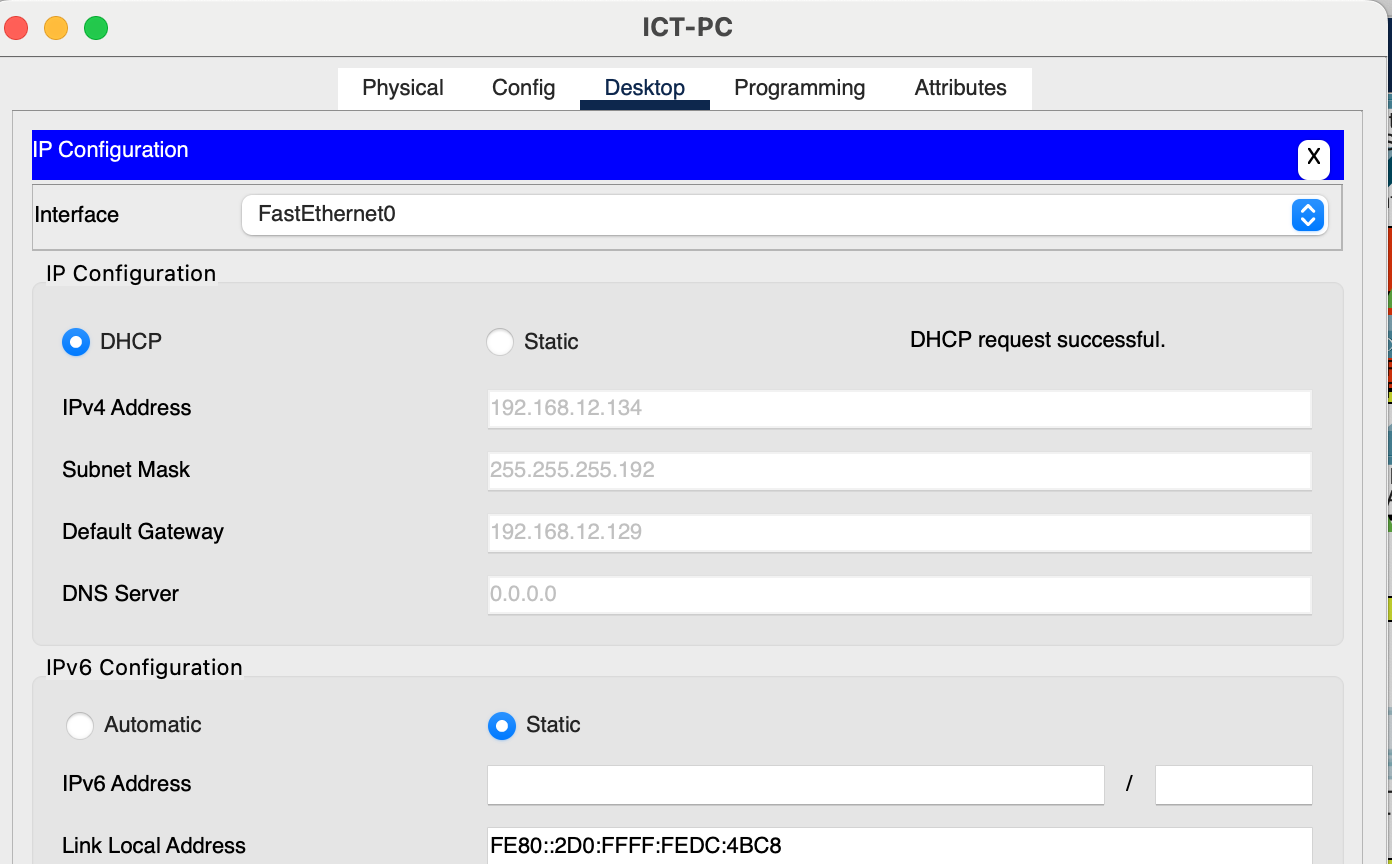 ICT-PC
Physical Config Desktop Programming Attributes
IP Configuration X
Interface FastEthernet0
IP Configuration
DHCP Static DHCP request successful.
IPv4 Address 192.168.12.134
Subnet Mask 255.255.255.192
Default Gateway 192.168.12.129
DNS Server 0.0.0.0
IPv6 Configuration
Automatic Static
IPv6 Address /
Link Local Address FE80::2D0:FFFF:FEDC:4BC8